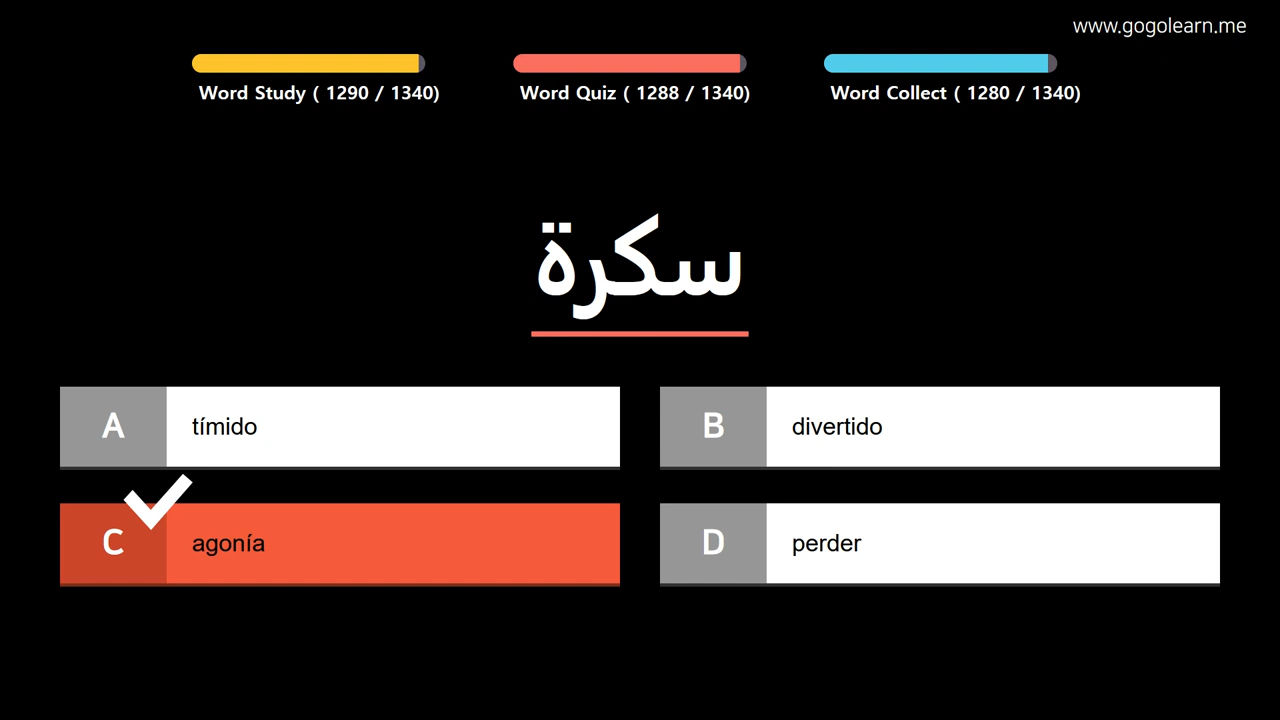 www.gogolearn.me
Word Study ( 1290 / 1340)
Word Quiz ( 1288 / 1340)
Word Collect ( 1280 / 1340)
سكرة
A tímido
B divertido
C agonía
D perder